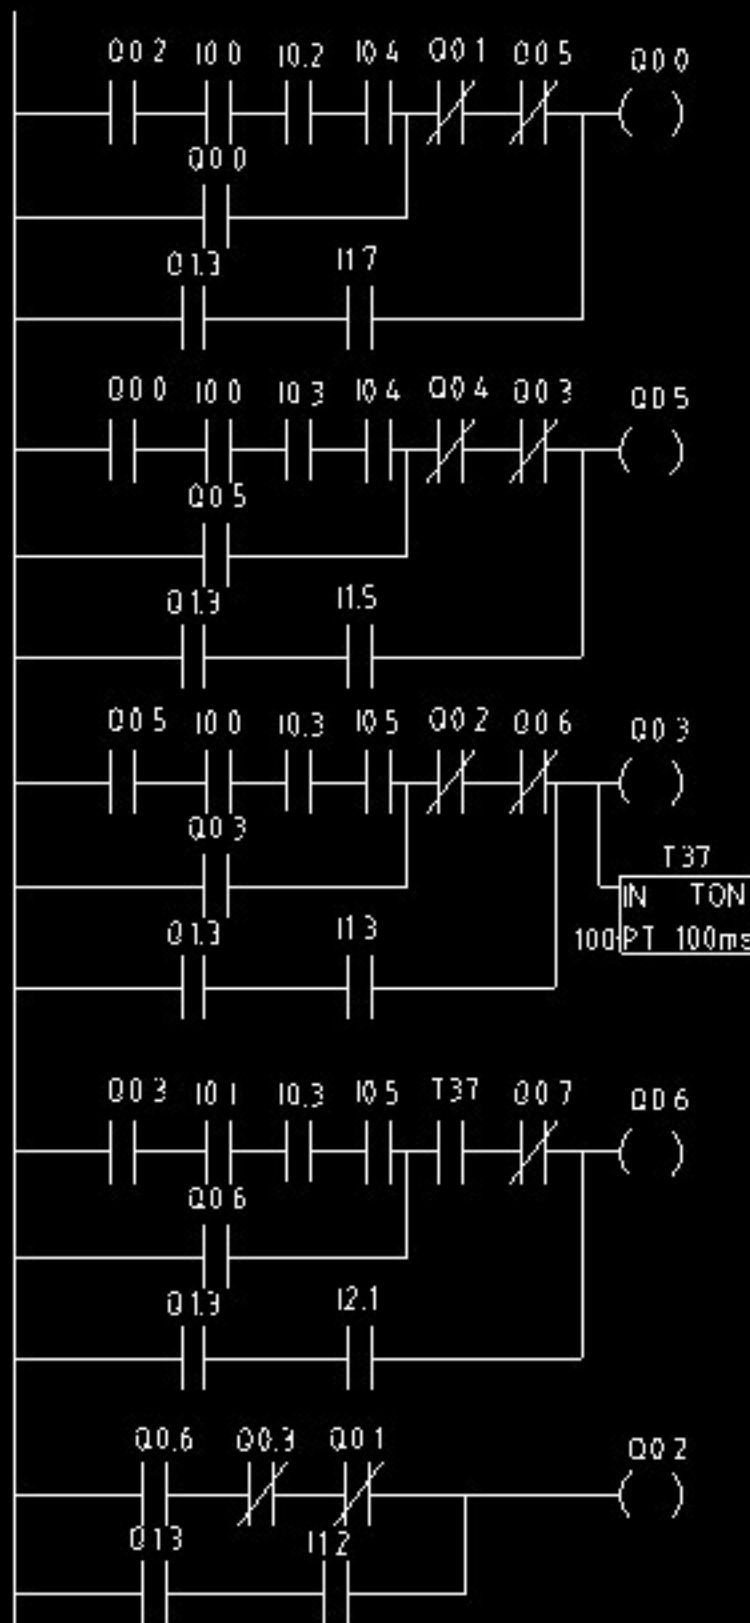 Q0.2 I0.0 I0.2 I0.4 Q0.1 Q0.5 Q0.0
Q0.0
Q1.3 I1.7
Q0.0 I0.0 I0.3 I0.4 Q0.4 Q0.3 Q0.5
Q0.5
Q1.3 I1.5
Q0.5 I0.0 I0.3 I0.5 Q0.2 Q0.6 Q0.3
Q0.3
T37
IN TON
Q1.3 I1.3 100 PT 100ms
Q0.3 I0.1 I0.3 I0.5 T37 Q0.7 Q0.6
Q0.6
Q1.3 I2.1
Q0.6 Q0.3 Q0.1 Q0.2
Q1.3 I1.2